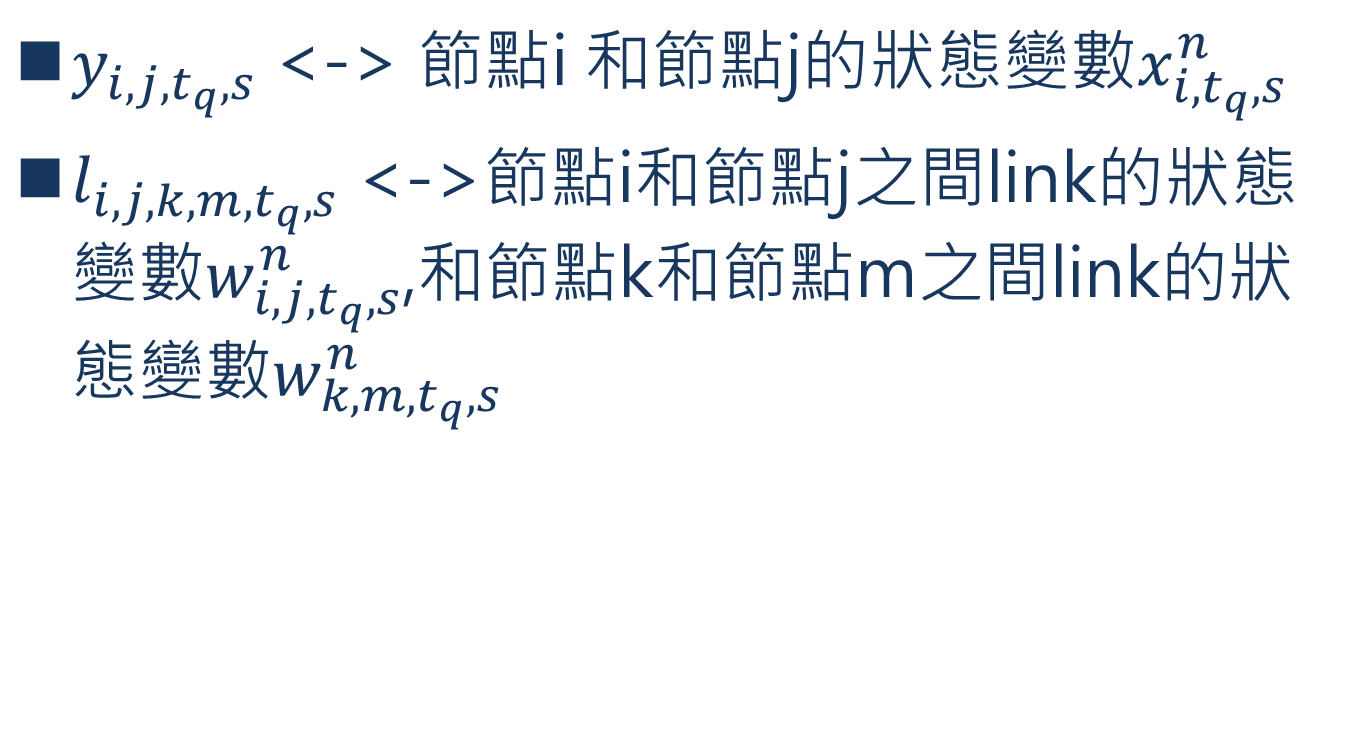 ■ $y_{i,j,t_q,s}$ <-> 節點i 和節點j的狀態變數$x^n_{i,t_q,s}$
■ $l_{i,j,k,m,t_q,s}$ <->節點i和節點j之間link的狀態
變數$w^n_{i,j,t_q,s'}$和節點k和節點m之間link的狀
態變數$w^n_{k,m,t_q,s}$